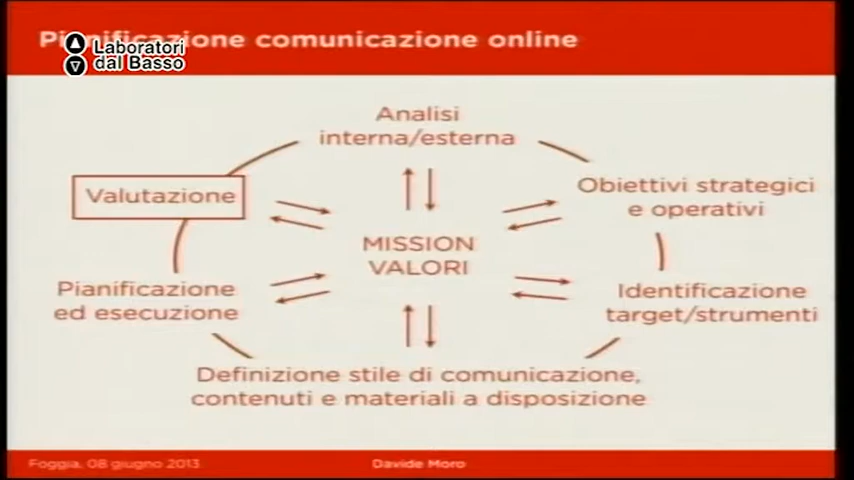 Pianificazione comunicazione online
Laboratori
dal Basso
Analisi
interna/esterna
Valutazione
Obiettivi strategici
e operativi
MISSION
VALORI
Pianificazione
ed esecuzione
Identificazione
target/strumenti
Definizione stile di comunicazione,
contenuti e materiali a disposizione
Foggia, 08 giugno 2013
Davide Moro